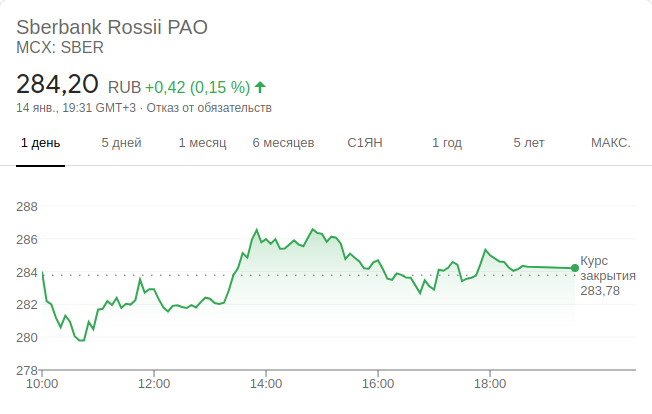 Sberbank Rossii PAO
MCX: SBER
284,20 RUB +0,42 (0,15 %)
14 янв., 19:31 GMT+3 · Отказ от обязательств
1 день 5 дней 1 месяц 6 месяцев С1ЯН 1 год 5 лет МАКС.
288
286
284
282
280
278
Курс
закрытия
283,78
10:00 12:00 14:00 16:00 18:00